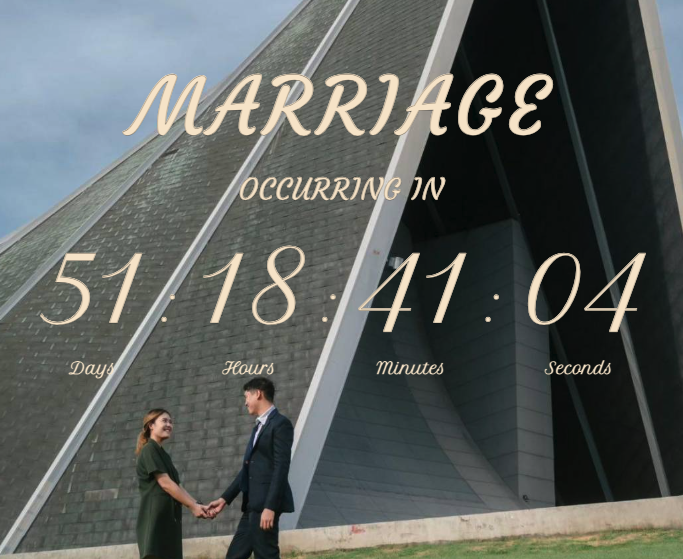 MARRIAGE
OCCURRING IN
51 : 18 : 41 : 04
Days Hours Minutes Seconds